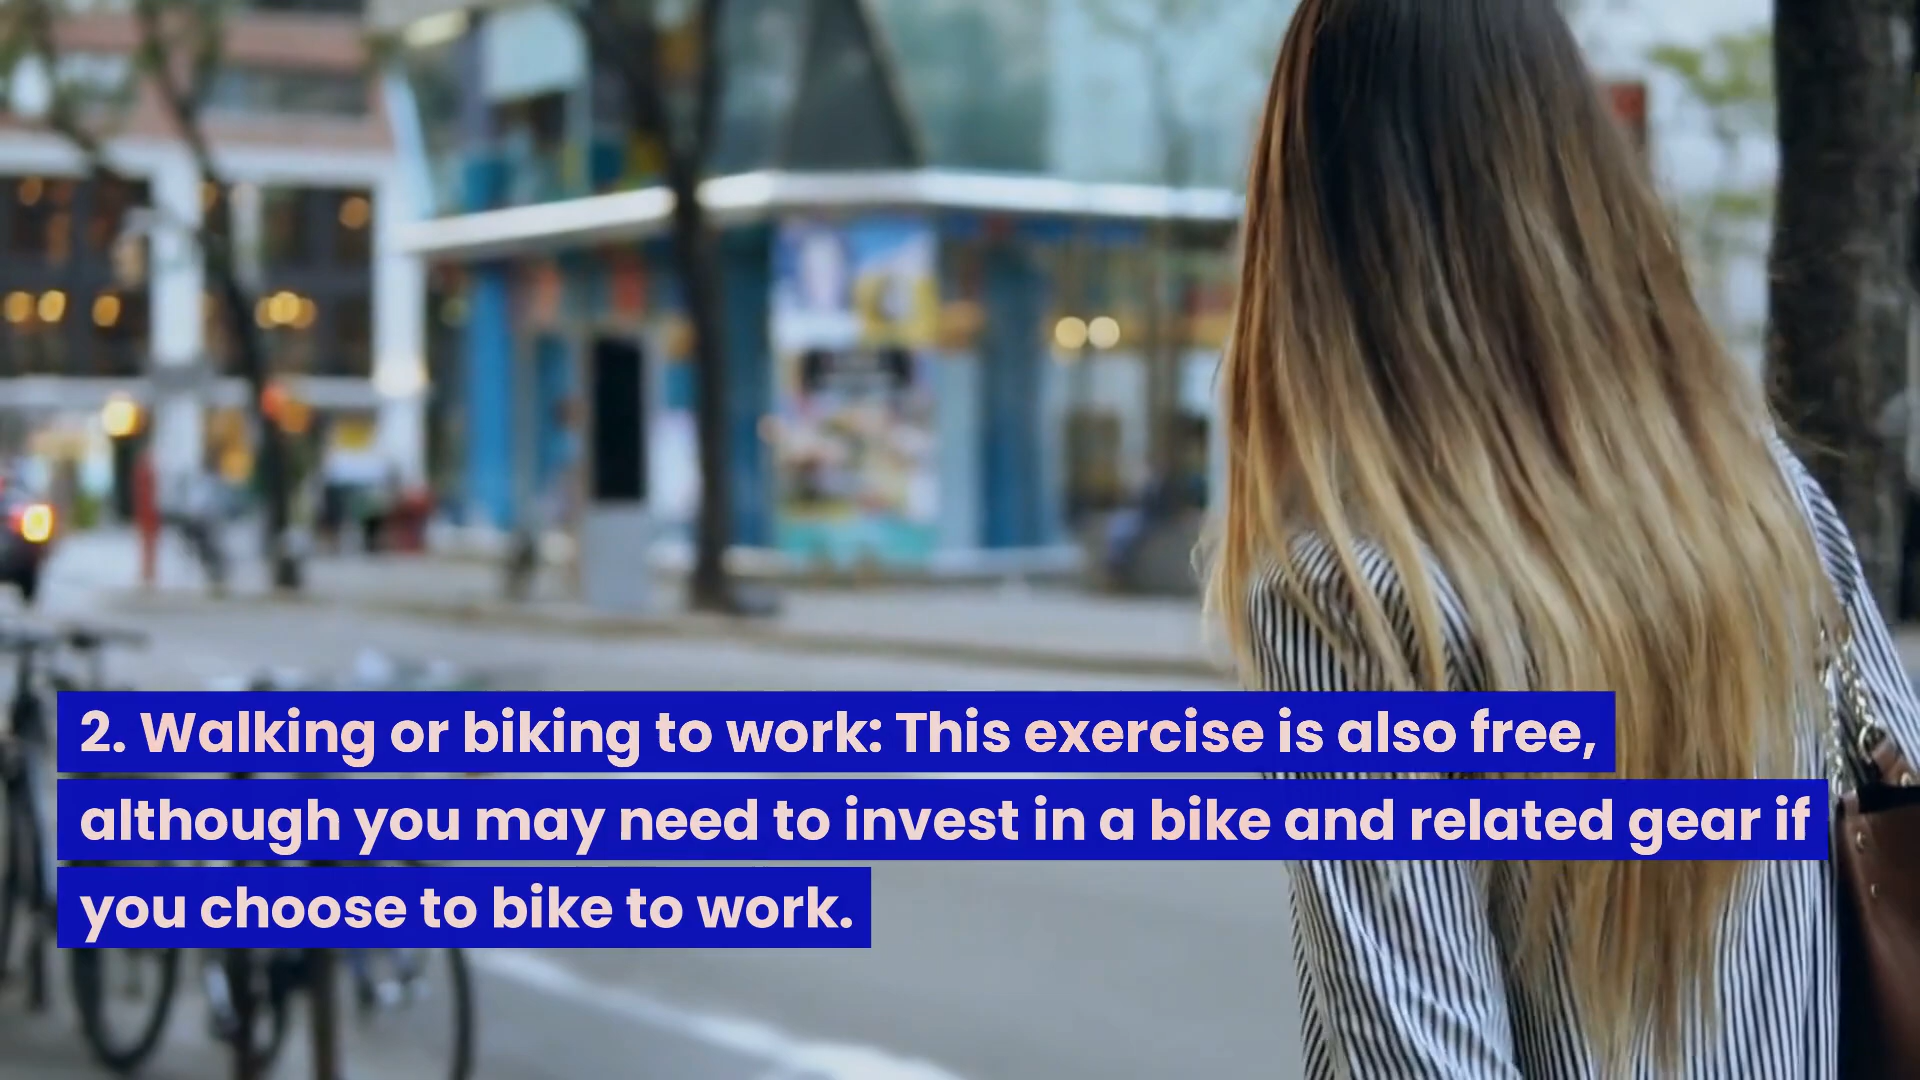 2. Walking or biking to work: This exercise is also free,
although you may need to invest in a bike and related gear if
you choose to bike to work.